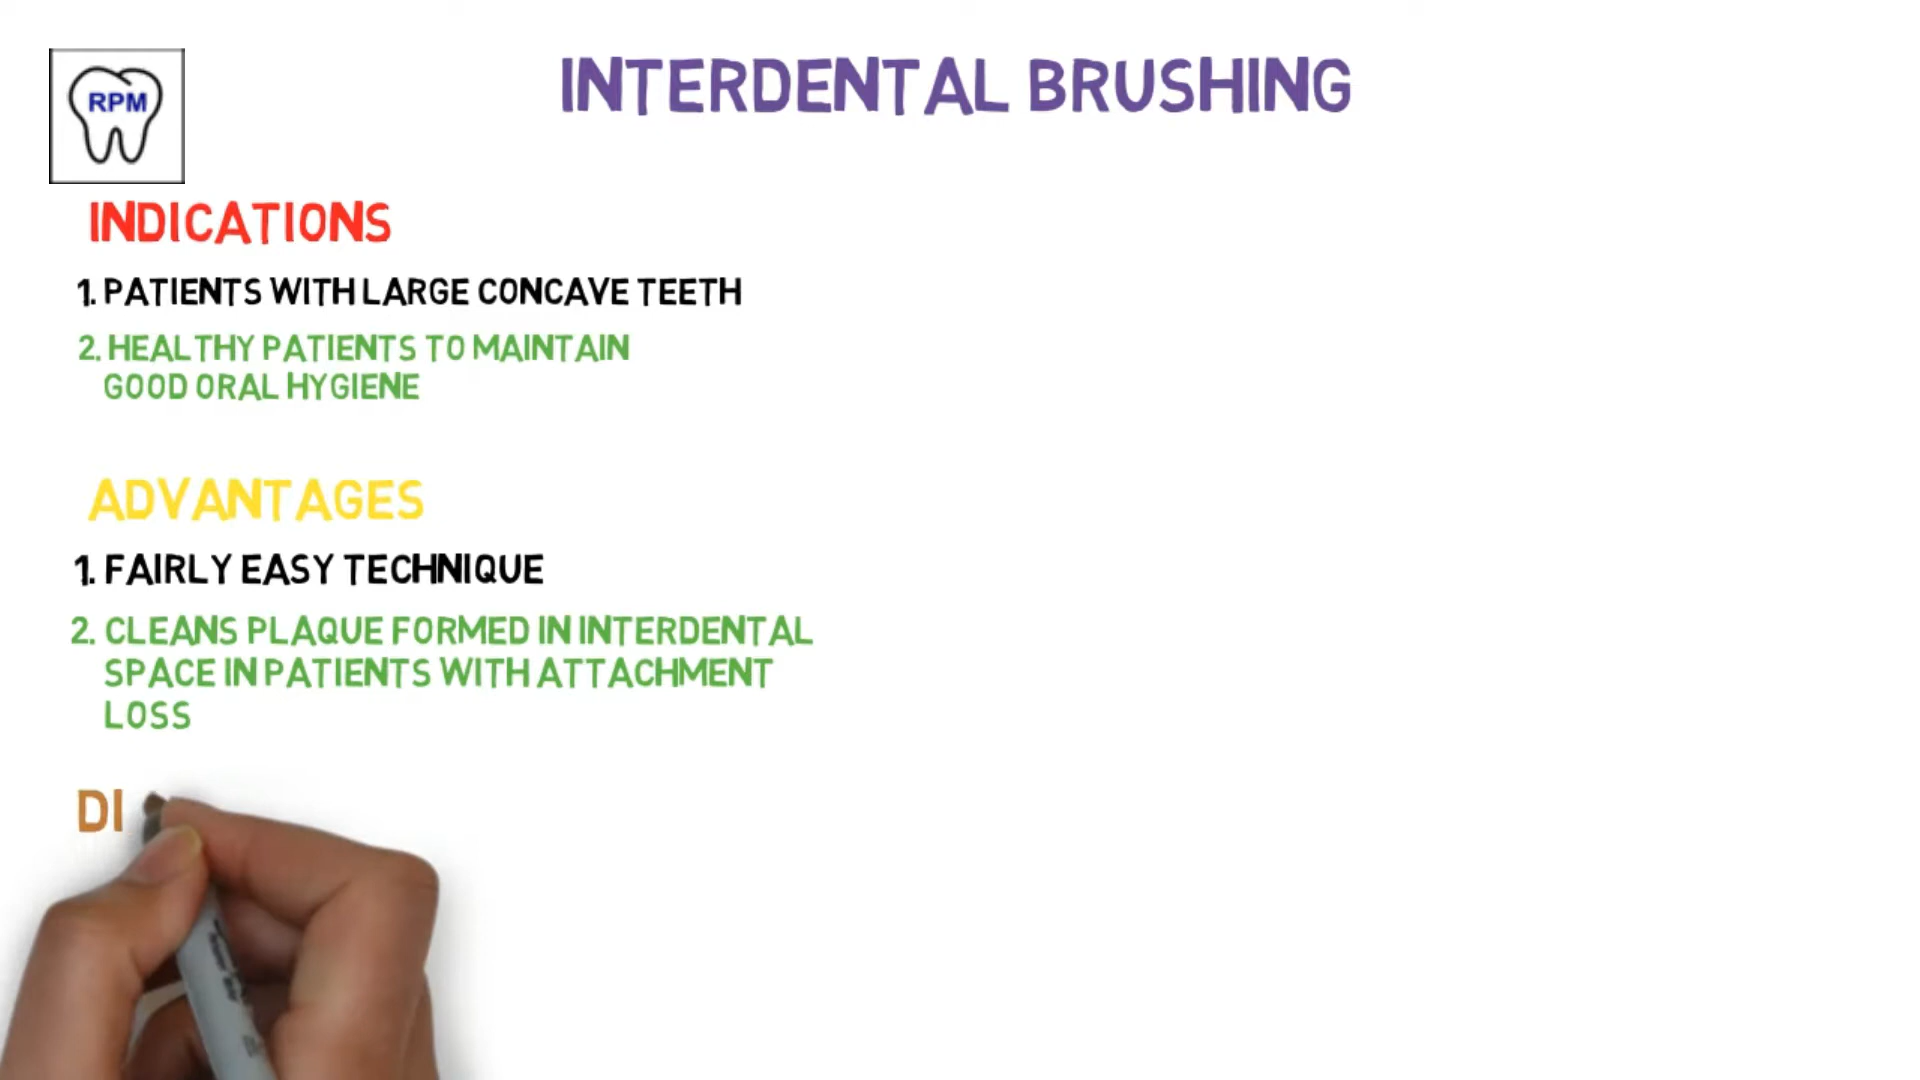 RPM
INTERDENTAL BRUSHING
INDICATIONS
1. PATIENTS WITH LARGE CONCAVE TEETH
2. HEALTHY PATIENTS TO MAINTAIN
GOOD ORAL HYGIENE
ADVANTAGES
1. FAIRLY EASY TECHNIQUE
2. CLEANS PLAQUE FORMED IN INTERDENTAL
SPACE IN PATIENTS WITH ATTACHMENT
LOSS
DI